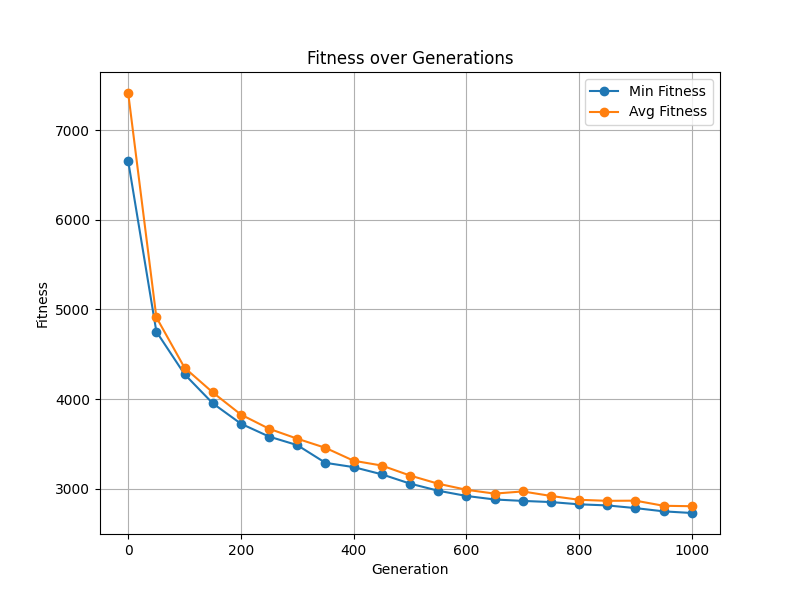 Fitness over Generations
Min Fitness
Avg Fitness
7000
6000
5000
4000
3000
Fitness
0 200 400 600 800 1000
Generation